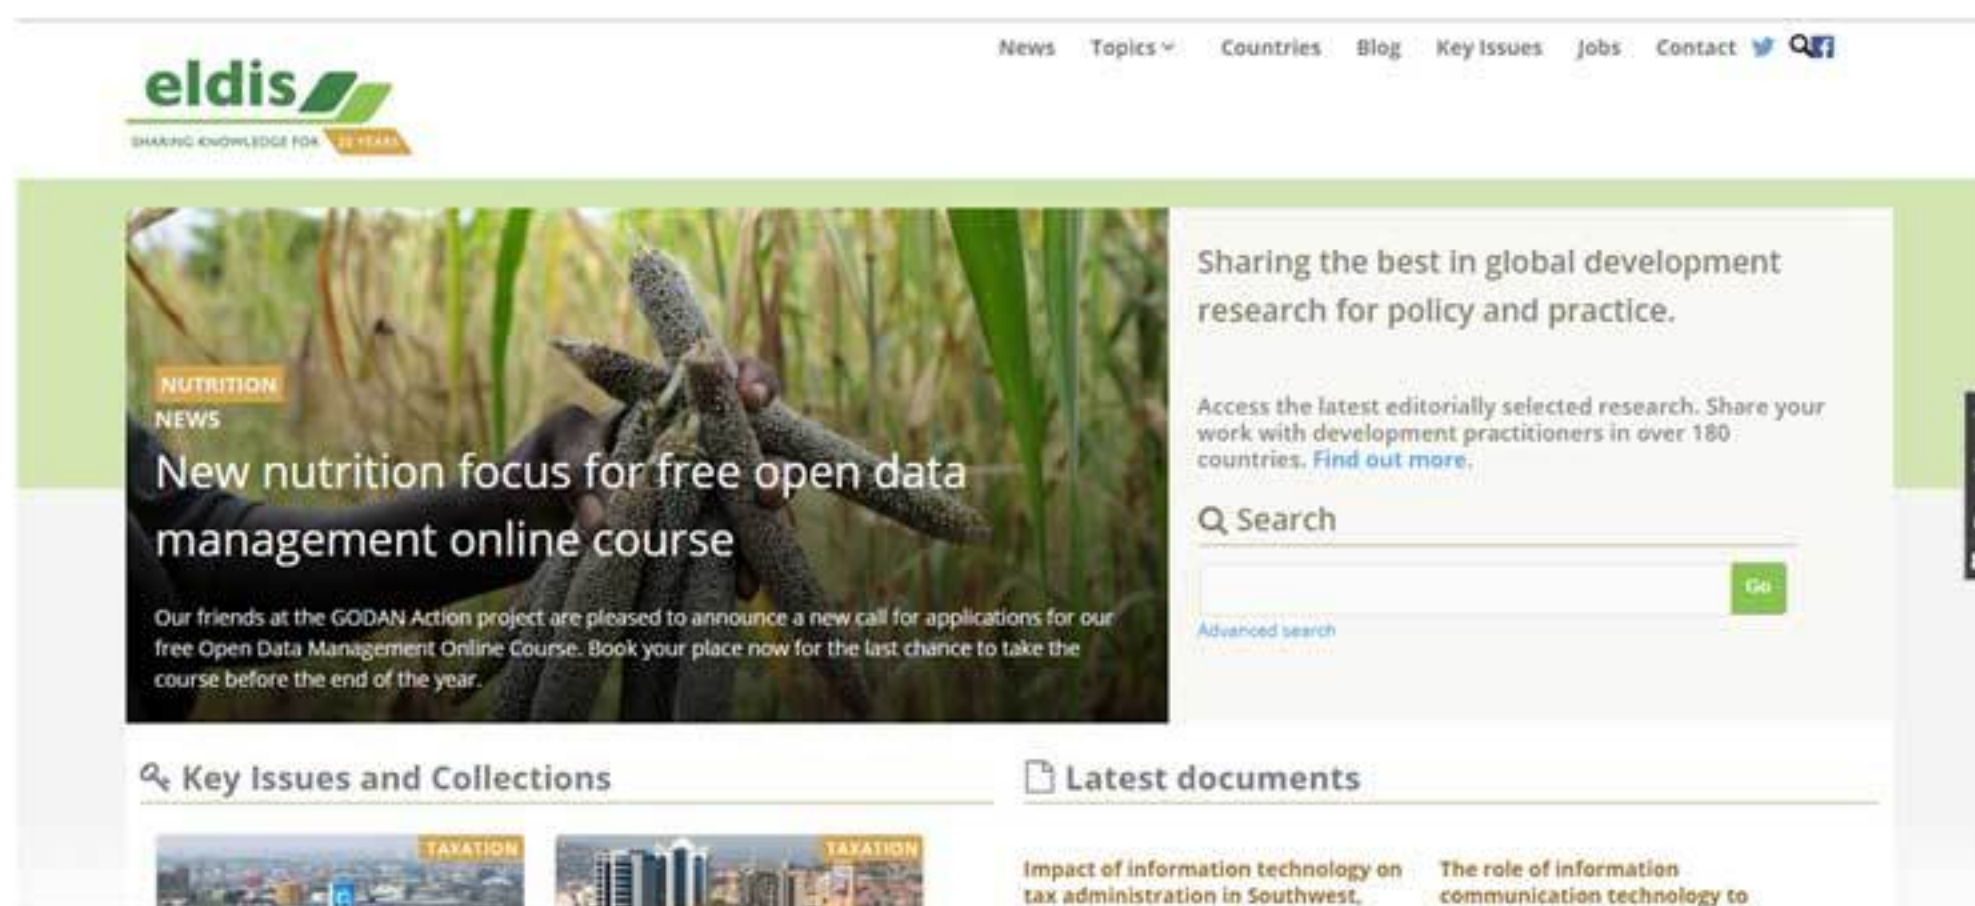 News Topics Countries Blog Key Issues Jobs Contact
eldis
SHARING KNOWLEDGE FOR 20 YEARS
NUTRITION
NEWS
New nutrition focus for free open data
management online course
Our friends at the GODAN Action project are pleased to announce a new call for applications for our
free Open Data Management Online Course. Book your place now for the last chance to take the
course before the end of the year.
Sharing the best in global development
research for policy and practice.
Access the latest editorially selected research. Share your
work with development practitioners in over 180
countries. Find out more.
Search
Go
Advanced search
Key Issues and Collections
TAXATION
TAXATION
Latest documents
Impact of information technology on
tax administration in Southwest,
The role of information
communication technology to